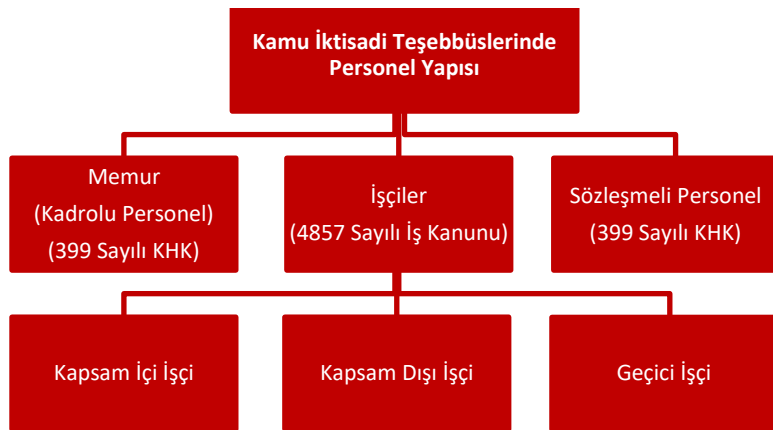 Kamu İktisadi Teşebbüslerinde
Personel Yapısı
Memur
(Kadrolu Personel)
(399 Sayılı KHK)
İşçiler
(4857 Sayılı İş Kanunu)
Sözleşmeli Personel
(399 Sayılı KHK)
Kapsam İçi İşçi
Kapsam Dışı İşçi
Geçici İşçi